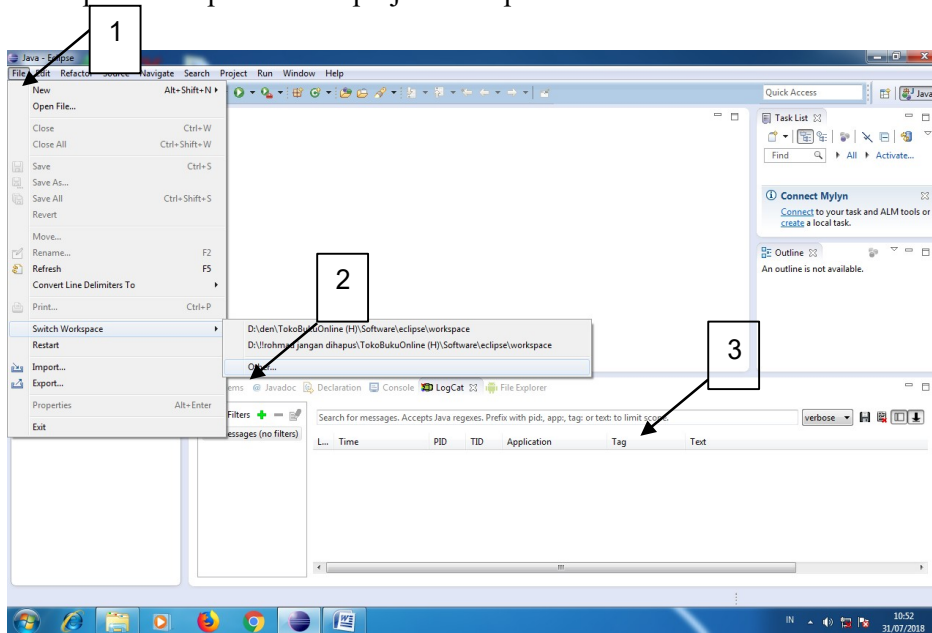 1
Java - Eclipse
File Edit Refactor Source Navigate Search Project Run Window Help
New Alt+Shift+N
Open File...
Close Ctrl+W
Close All Ctrl+Shift+W
Save Ctrl+S
Save As...
Save All Ctrl+Shift+S
Revert
Move...
Rename... F2
Refresh F5
Convert Line Delimiters To
Print... Ctrl+P
Switch Workspace
Restart
Import...
Export...
Properties Alt+Enter
Exit
2
D:\den\TokoBukuOnline (H)\Software\eclipse\workspace
D:\!!rohmad jangan dihapus\TokoBukuOnline (H)\Software\eclipse\workspace
Other...
3
Quick Access Java
Task List
Find All Activate...
Connect Mylyn
Connect to your task and ALM tools or
create a local task.
Outline
An outline is not available.
ems @ Javadoc Declaration Console LogCat File Explorer
Filters
essages (no filters)
Search for messages. Accepts Java regexes. Prefix with pid:, app:, tag: or text: to limit scope.
verbose
L... Time PID TID Application Tag Text
IN 10:52
31/07/2018